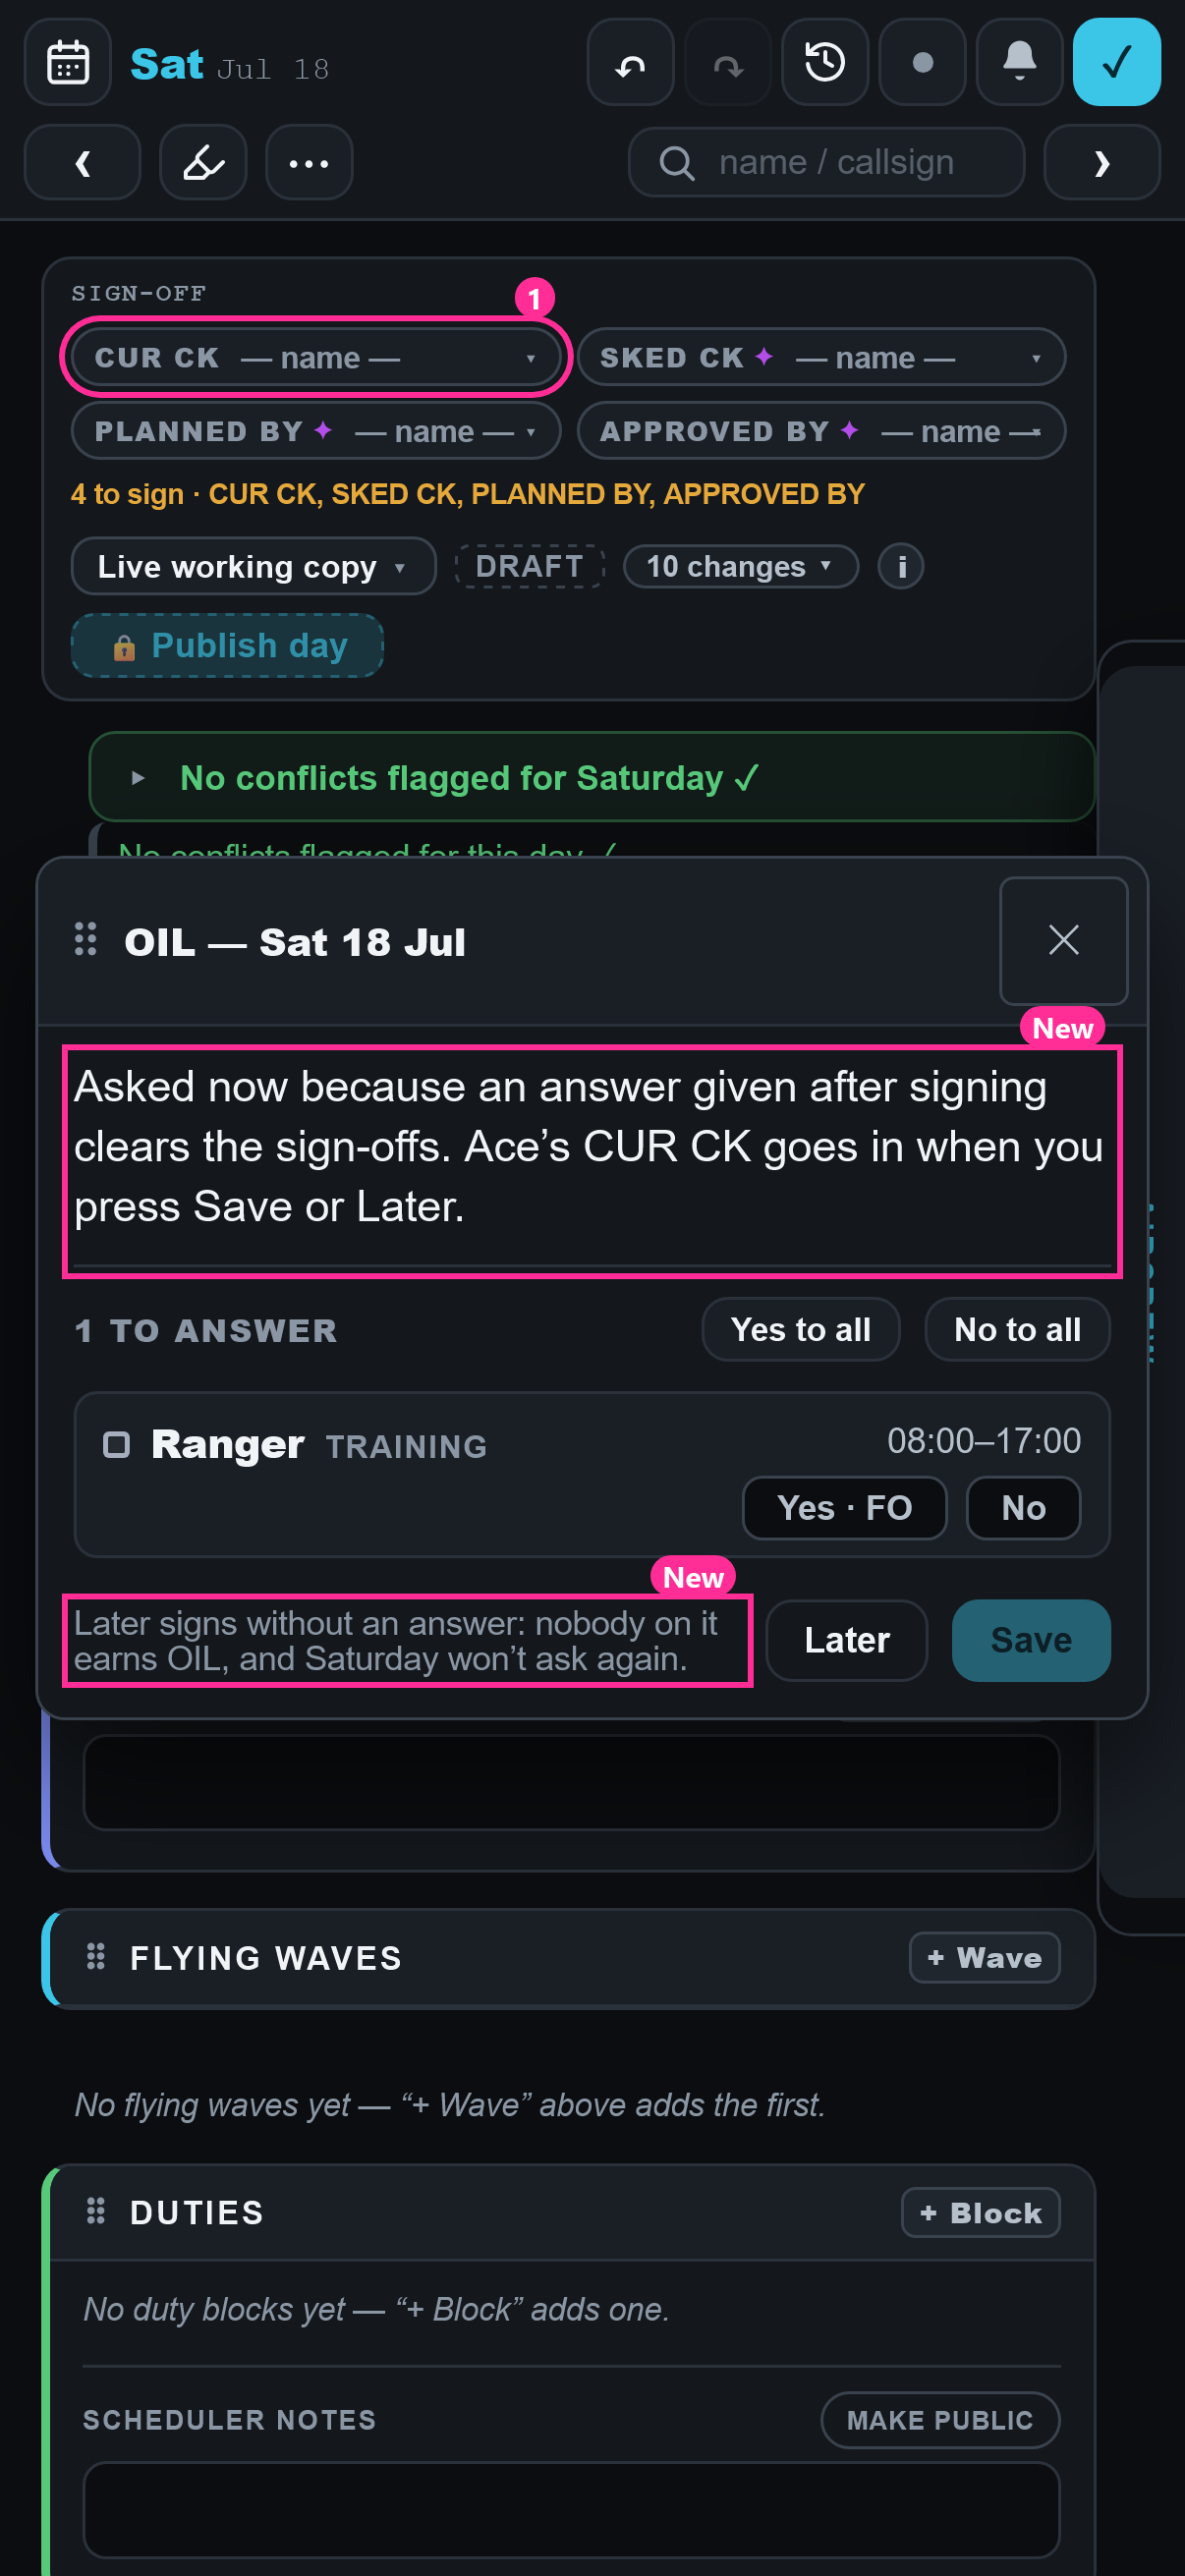 Sat Jul 18
name / callsign
SIGN-OFF
1
CUR CK — name —
SKED CK ✦ — name —
PLANNED BY ✦ — name —
APPROVED BY ✦ — name —
4 to sign · CUR CK, SKED CK, PLANNED BY, APPROVED BY
Live working copy
DRAFT
10 changes
i
Publish day
No conflicts flagged for Saturday ✓
No conflicts flagged for this day ✓
OIL — Sat 18 Jul
New
Asked now because an answer given after signing
clears the sign-offs. Ace’s CUR CK goes in when you
press Save or Later.
1 TO ANSWER
Yes to all
No to all
Ranger TRAINING
08:00–17:00
Yes · FO
No
New
Later signs without an answer: nobody on it
earns OIL, and Saturday won’t ask again.
Later
Save
FLYING WAVES
+ Wave
No flying waves yet — “+ Wave” above adds the first.
DUTIES
+ Block
No duty blocks yet — “+ Block” adds one.
SCHEDULER NOTES
MAKE PUBLIC